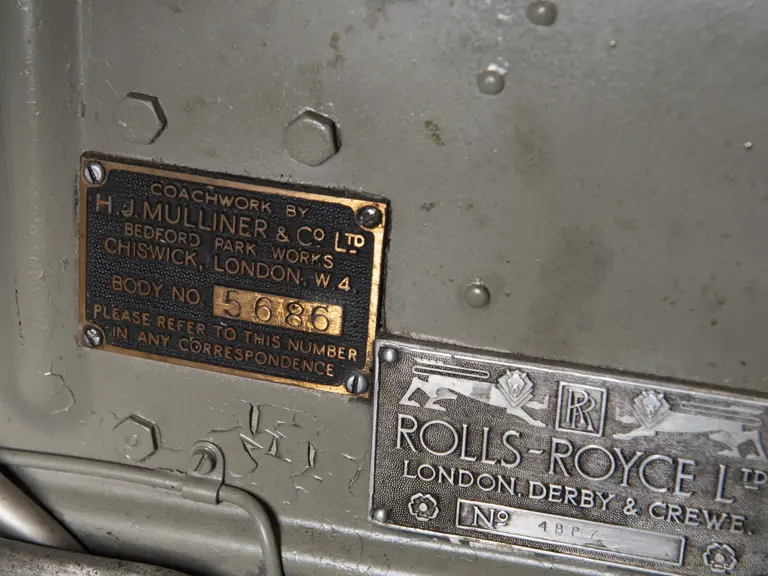 COACHWORK BY
H.J. MULLINER & Cº LTD
BEDFORD PARK WORKS
CHISWICK, LONDON, W 4.
BODY NO. 5686
PLEASE REFER TO THIS NUMBER
IN ANY CORRESPONDENCE
RR
ROLLS-ROYCE LTD
LONDON, DERBY & CREWE.
Nº 4BP7